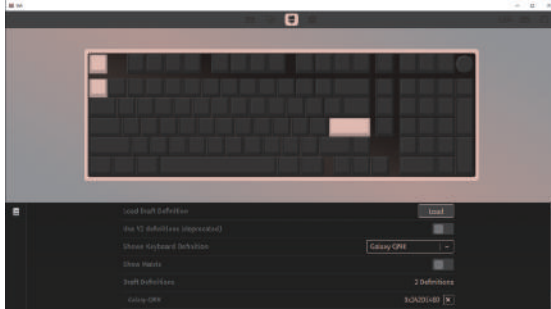 Load Draft Definition
Load
Use V2 definitions (deprecated)
Shown Keyboard Definition
Galaxy QMK
Show Matrix
Draft Definitions
2 Definitions
Galaxy QMK